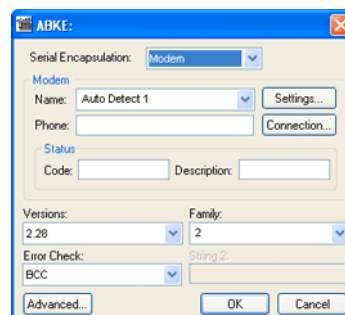 ABKE:
Serial Encapsulation: Modem
Modem
Name: Auto Detect 1 Settings...
Phone: Connection...
Status
Code: Description:
Versions: Family:
2.28 2
Error Check: String 2:
BCC
Advanced... OK Cancel